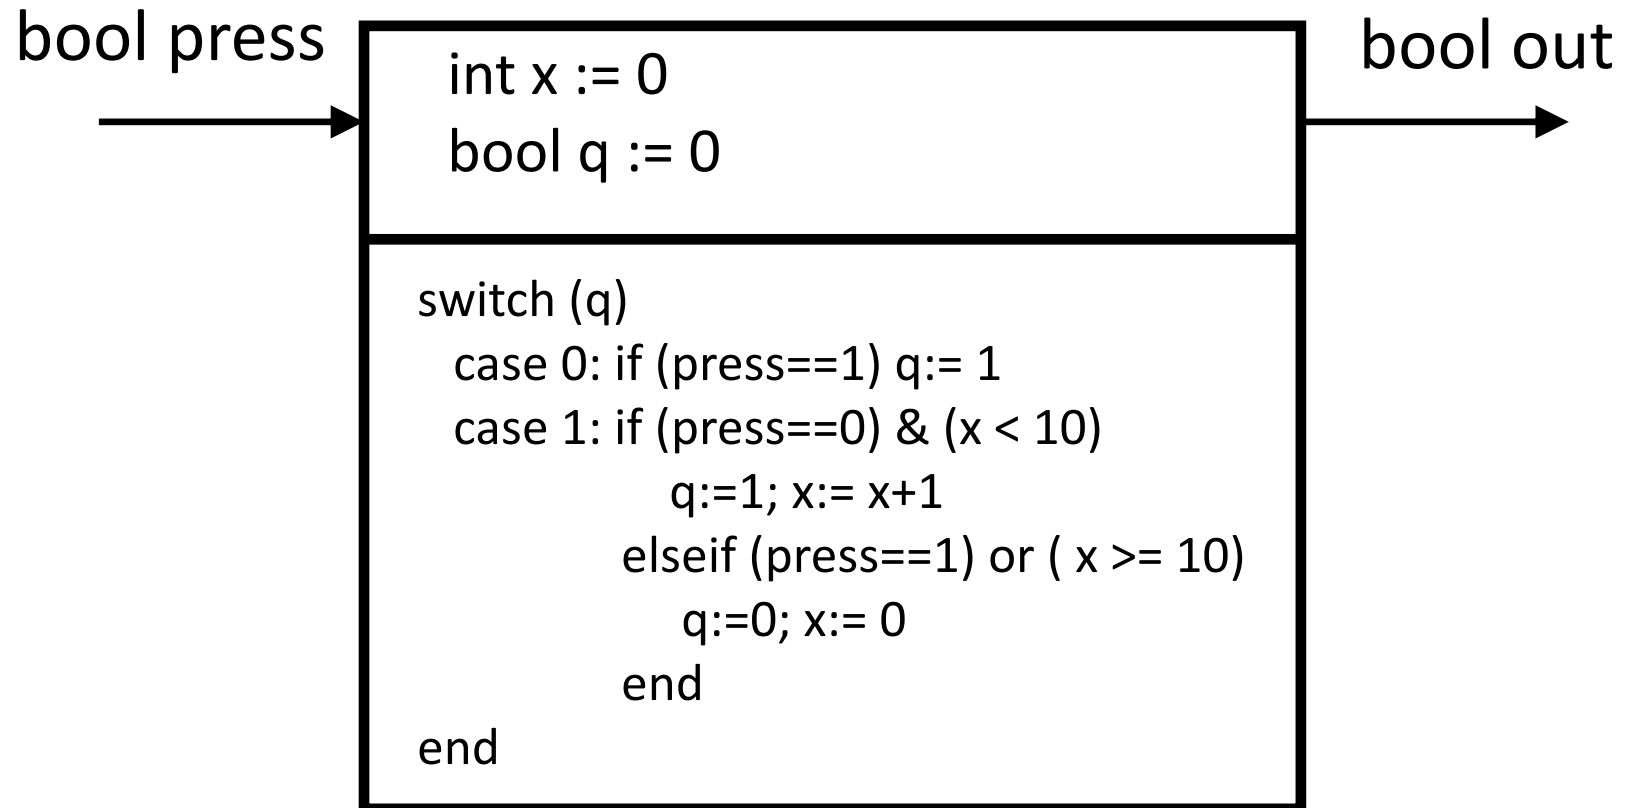 bool press
int x := 0
bool q := 0
bool out
switch (q)
case 0: if (press==1) q:= 1
case 1: if (press==0) & (x < 10)
q:=1; x:= x+1
elseif (press==1) or ( x >= 10)
q:=0; x:= 0
end
end